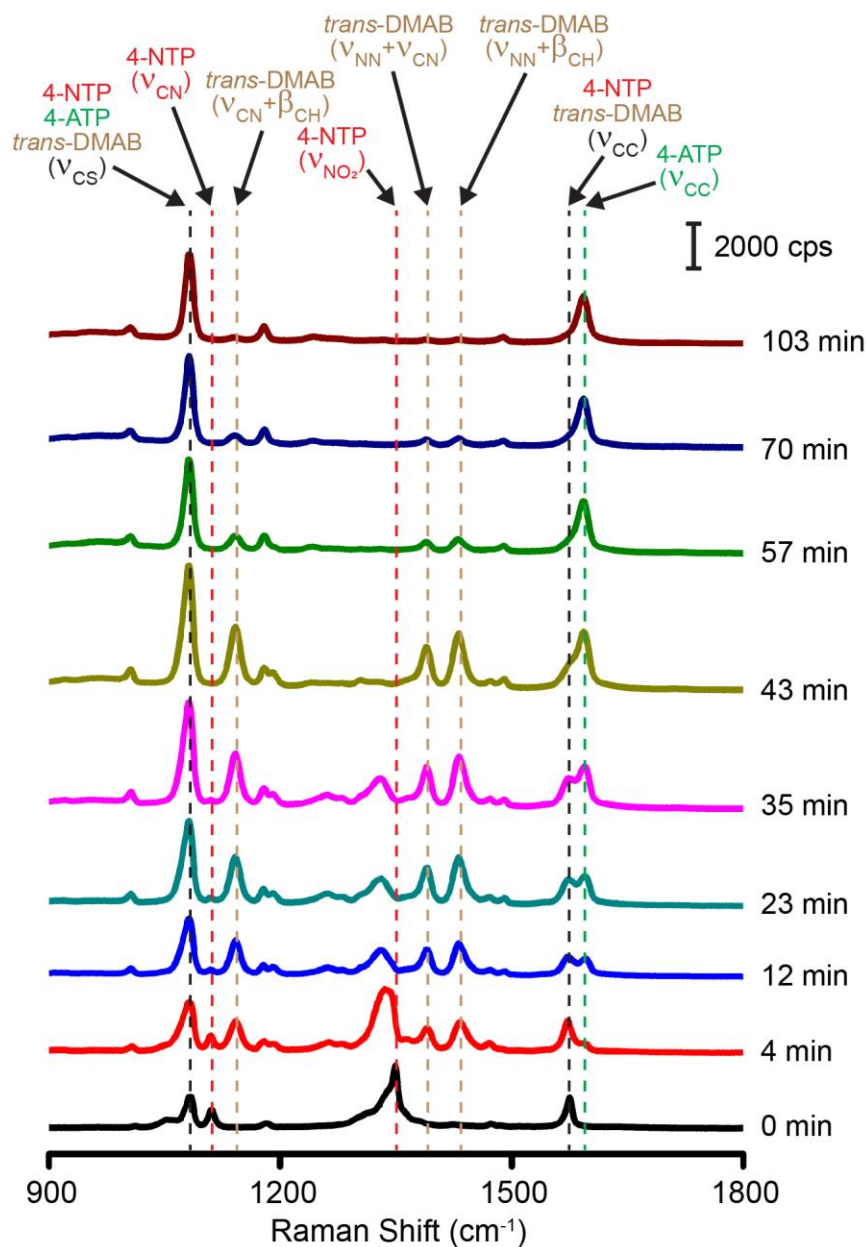 trans-DMAB
(νNN+νCN)
trans-DMAB
(νNN+βCH)
4-NTP
(νCN)
trans-DMAB
(νCN+βCH)
4-NTP
4-ATP
trans-DMAB
(νCS)
4-NTP
(νNO₂)
4-NTP
trans-DMAB
(νCC)
4-ATP
(νCC)
2000 cps
103 min
70 min
57 min
43 min
35 min
23 min
12 min
4 min
0 min
900 1200 1500 1800
Raman Shift (cm⁻¹)